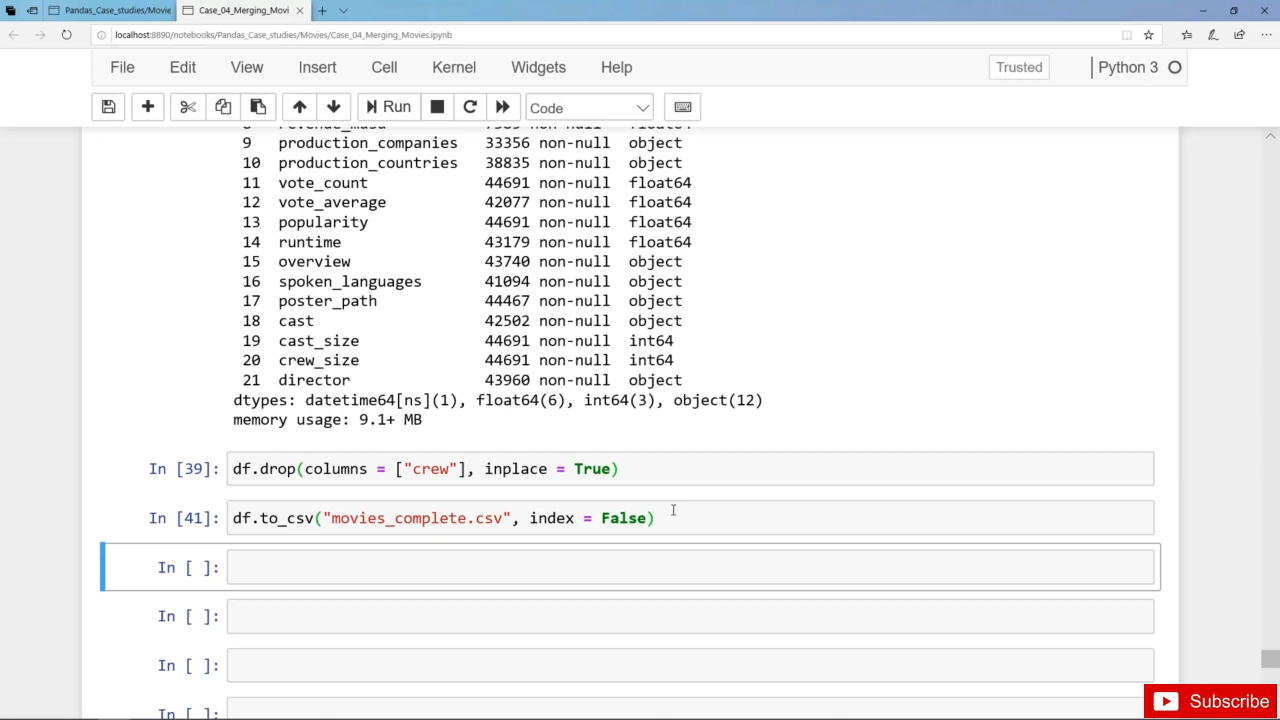 Pandas_Case_studies/Movie
Case_04_Merging_Movi
localhost:8890/notebooks/Pandas_Case_studies/Movies/Case_04_Merging_Movies.ipynb
File Edit View Insert Cell Kernel Widgets Help Trusted Python 3
Run Code
9 production_companies 33356 non-null object
10 production_countries 38835 non-null object
11 vote_count 44691 non-null float64
12 vote_average 42077 non-null float64
13 popularity 44691 non-null float64
14 runtime 43179 non-null float64
15 overview 43740 non-null object
16 spoken_languages 41094 non-null object
17 poster_path 44467 non-null object
18 cast 42502 non-null object
19 cast_size 44691 non-null int64
20 crew_size 44691 non-null int64
21 director 43960 non-null object
dtypes: datetime64[ns](1), float64(6), int64(3), object(12)
memory usage: 9.1+ MB
In [39]: df.drop(columns = ["crew"], inplace = True)
In [41]: df.to_csv("movies_complete.csv", index = False)
In [ ]:
In [ ]:
In [ ]:
In [ ]:
Subscribe